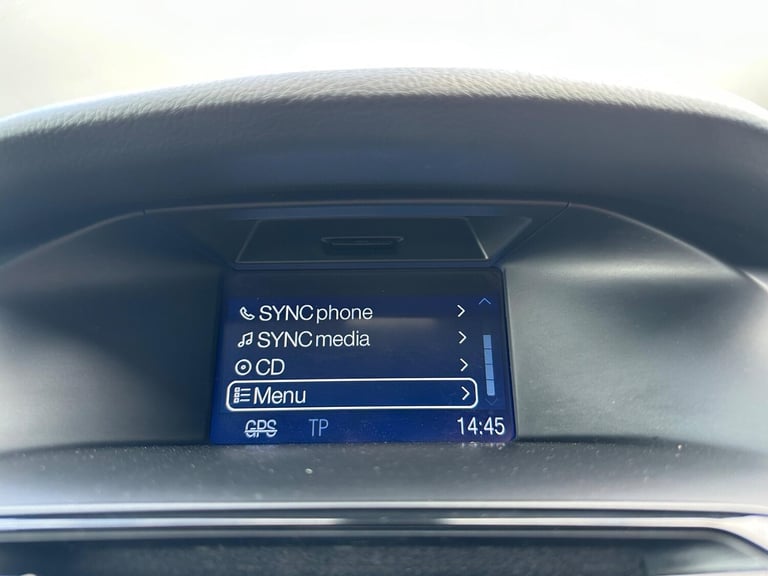 SYNC phone
SYNC media
CD
Menu
GPS TP 14:45